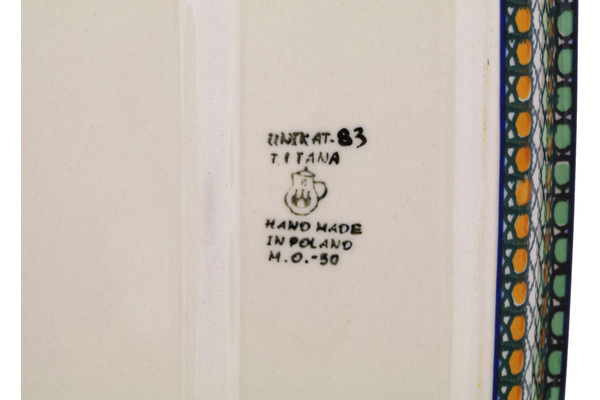 UNIKAT-83
TITANA
HAND MADE
IN POLAND
M.O.-50